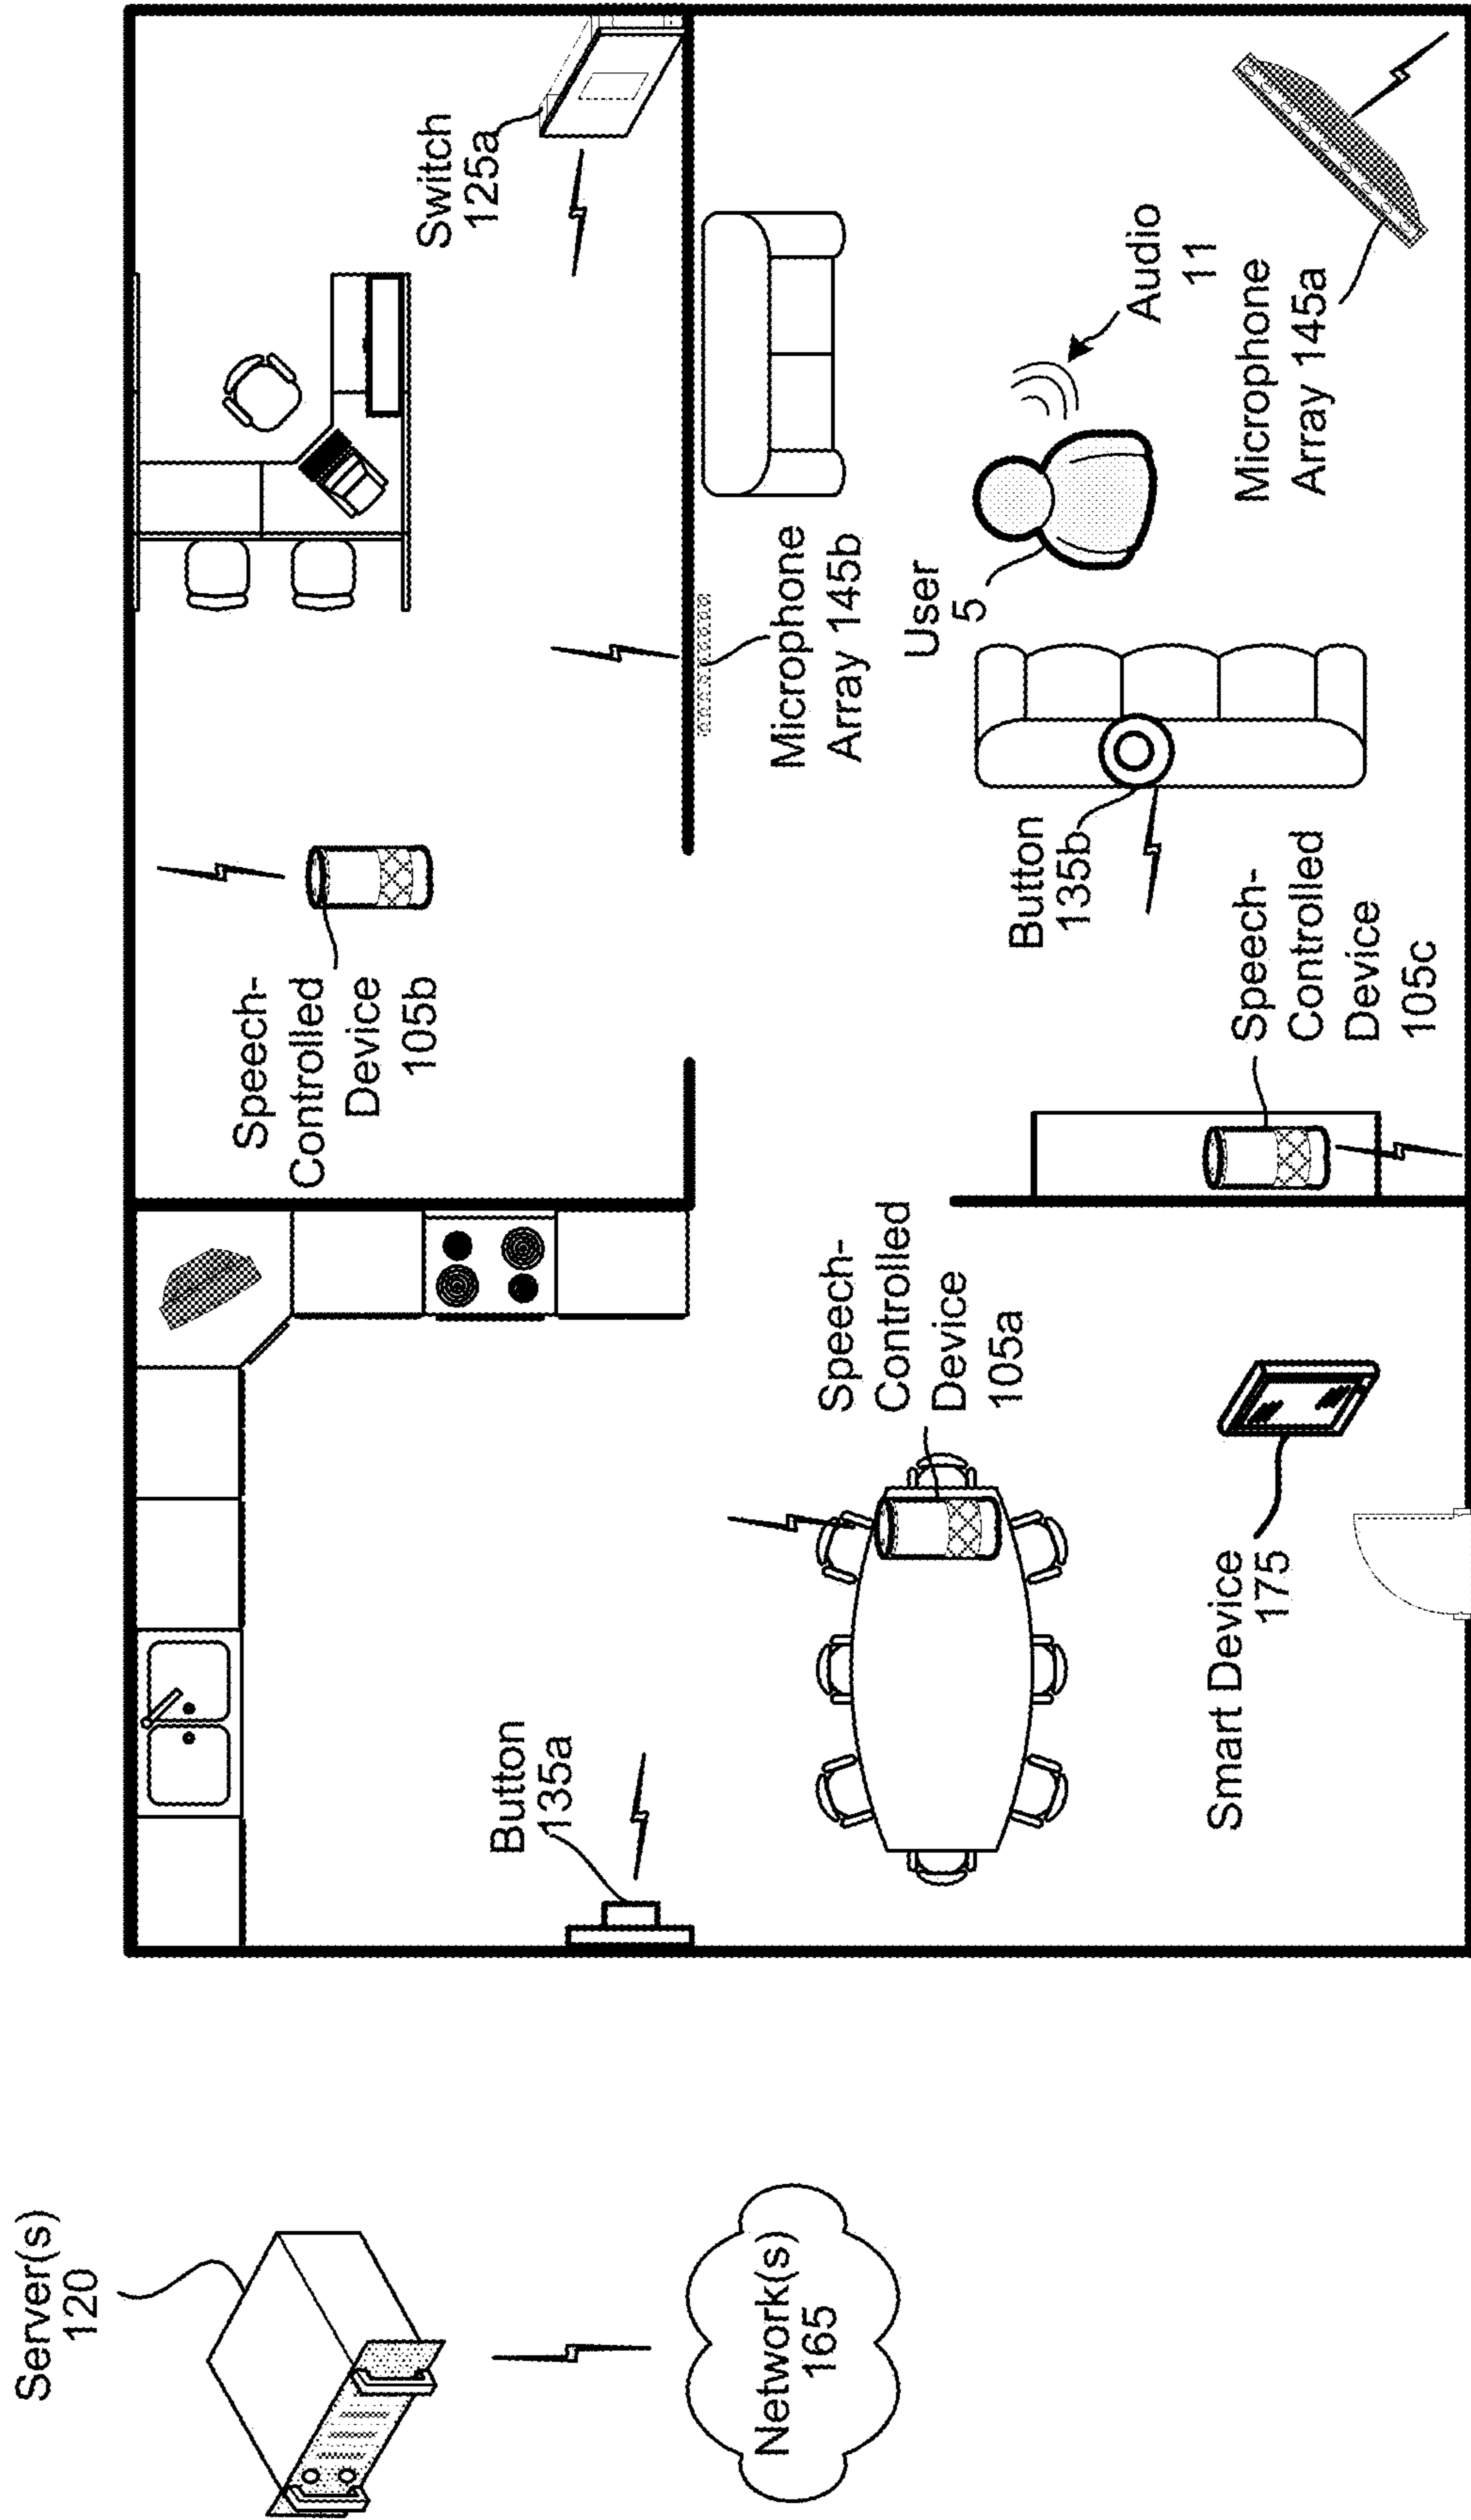 Server(s)
120
Network(s)
165
Button
135a
Speech-
Controlled
Device
105b
Switch
125a
Speech-
Controlled
Device
105a
Smart Device
175
Microphone
Array 145b
User
5
Button
135b
Speech-
Controlled
Device
105c
Audio
11
Microphone
Array 145a